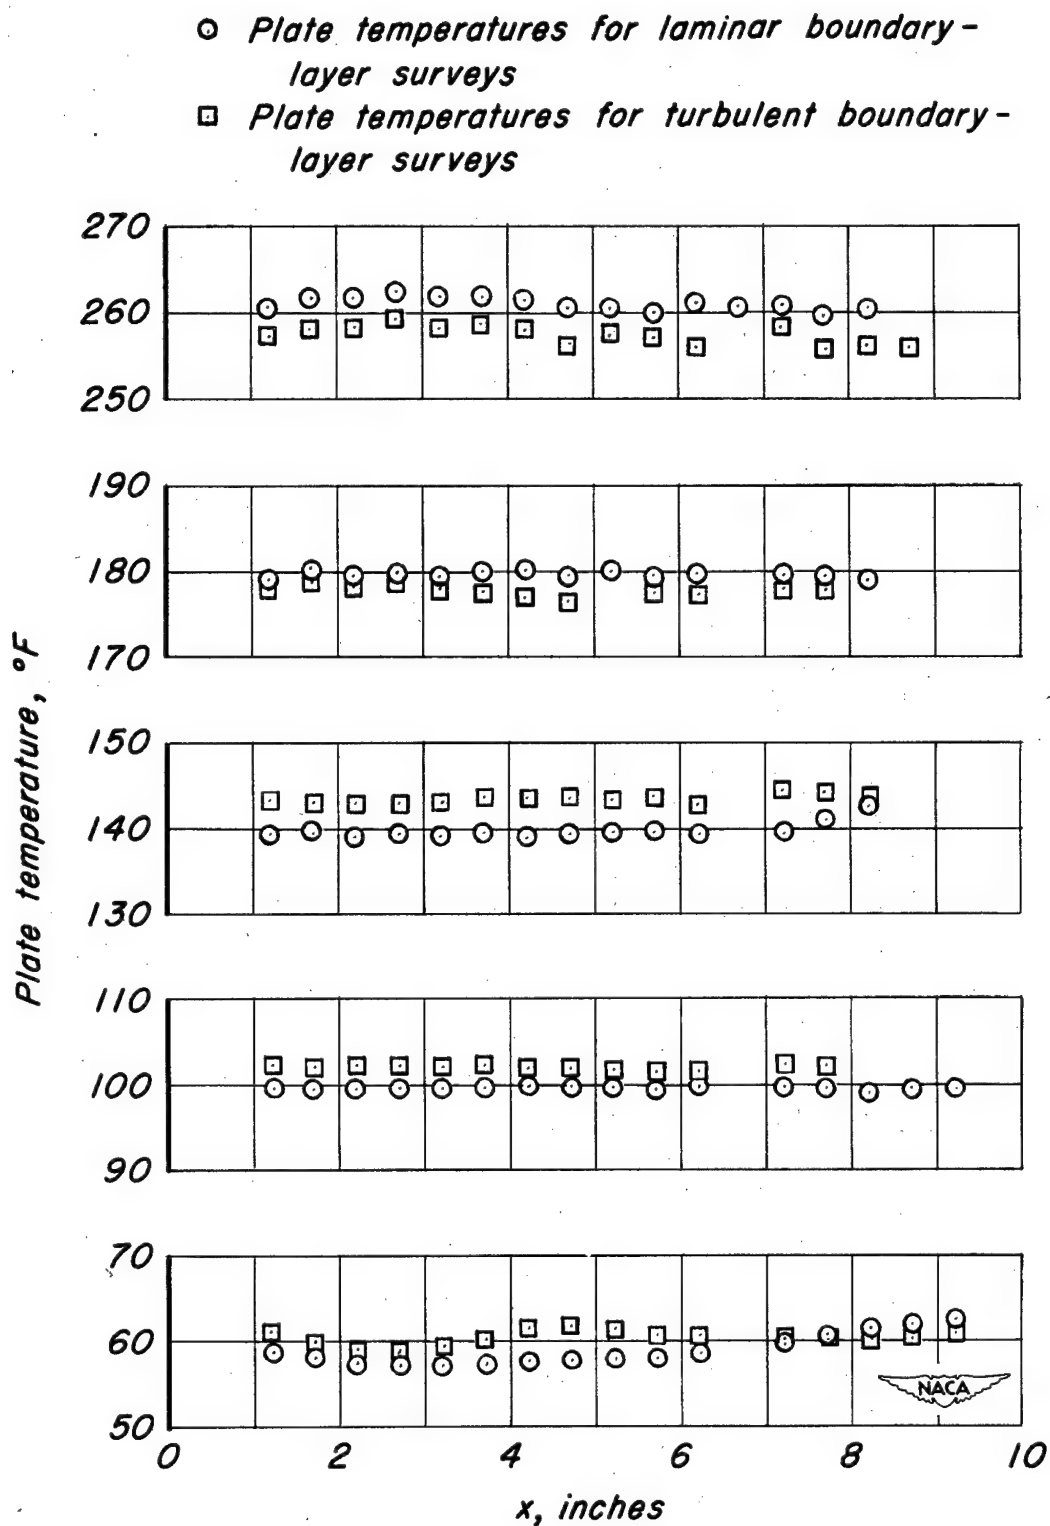 Plate temperatures for laminar boundary-
layer surveys
Plate temperatures for turbulent boundary-
layer surveys
270
260
250
190
180
170
150
140
130
110
100
90
70
60
50
Plate temperature, °F
NACA
0 2 4 6 8 10
x, inches